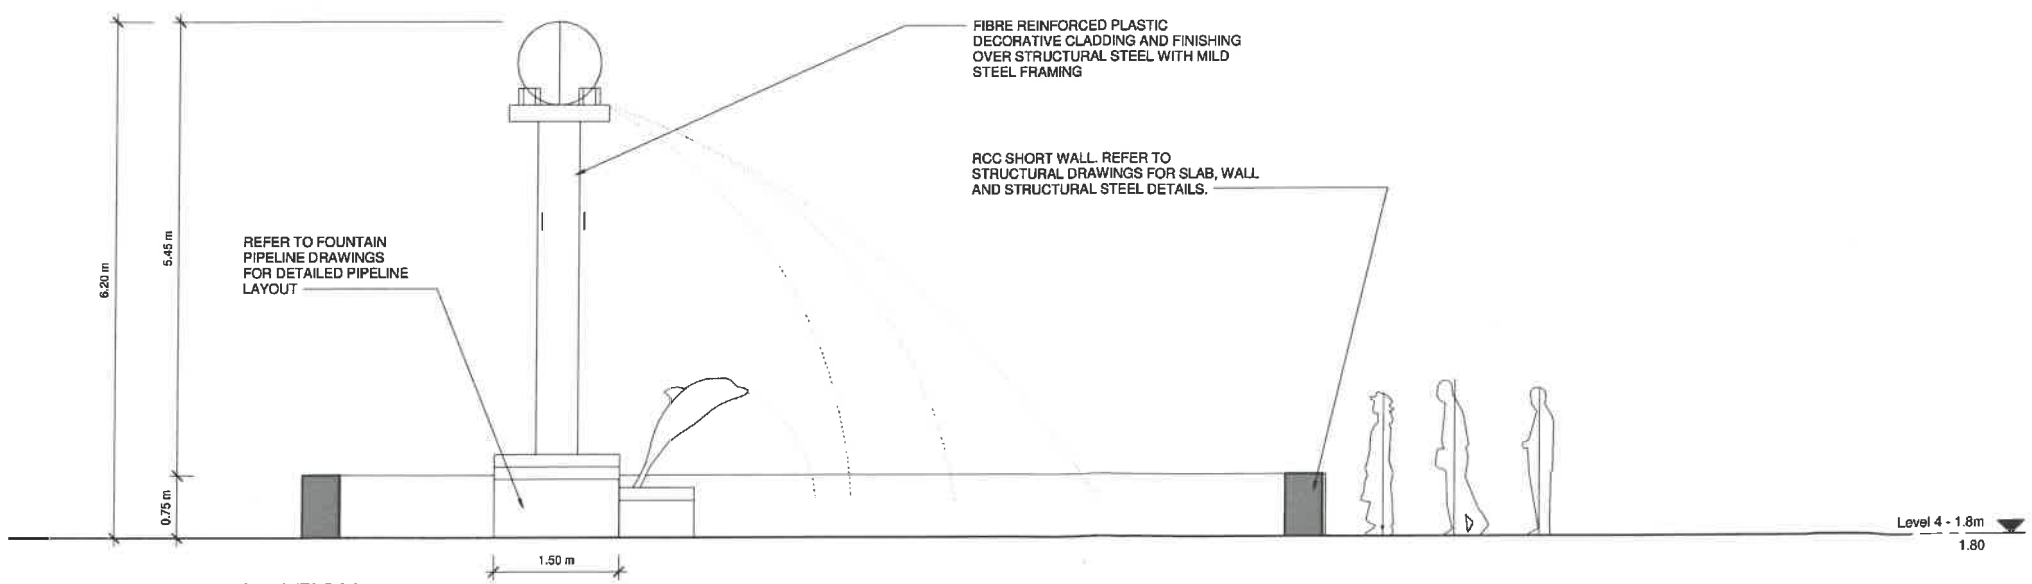 FIBRE REINFORCED PLASTIC
DECORATIVE CLADDING AND FINISHING
OVER STRUCTURAL STEEL WITH MILD
STEEL FRAMING
RCC SHORT WALL. REFER TO
STRUCTURAL DRAWINGS FOR SLAB, WALL
AND STRUCTURAL STEEL DETAILS.
REFER TO FOUNTAIN
PIPELINE DRAWINGS
FOR DETAILED PIPELINE
LAYOUT
6.20 m
5.45 m
0.75 m
1.50 m
Level 4 - 1.8m
1.80